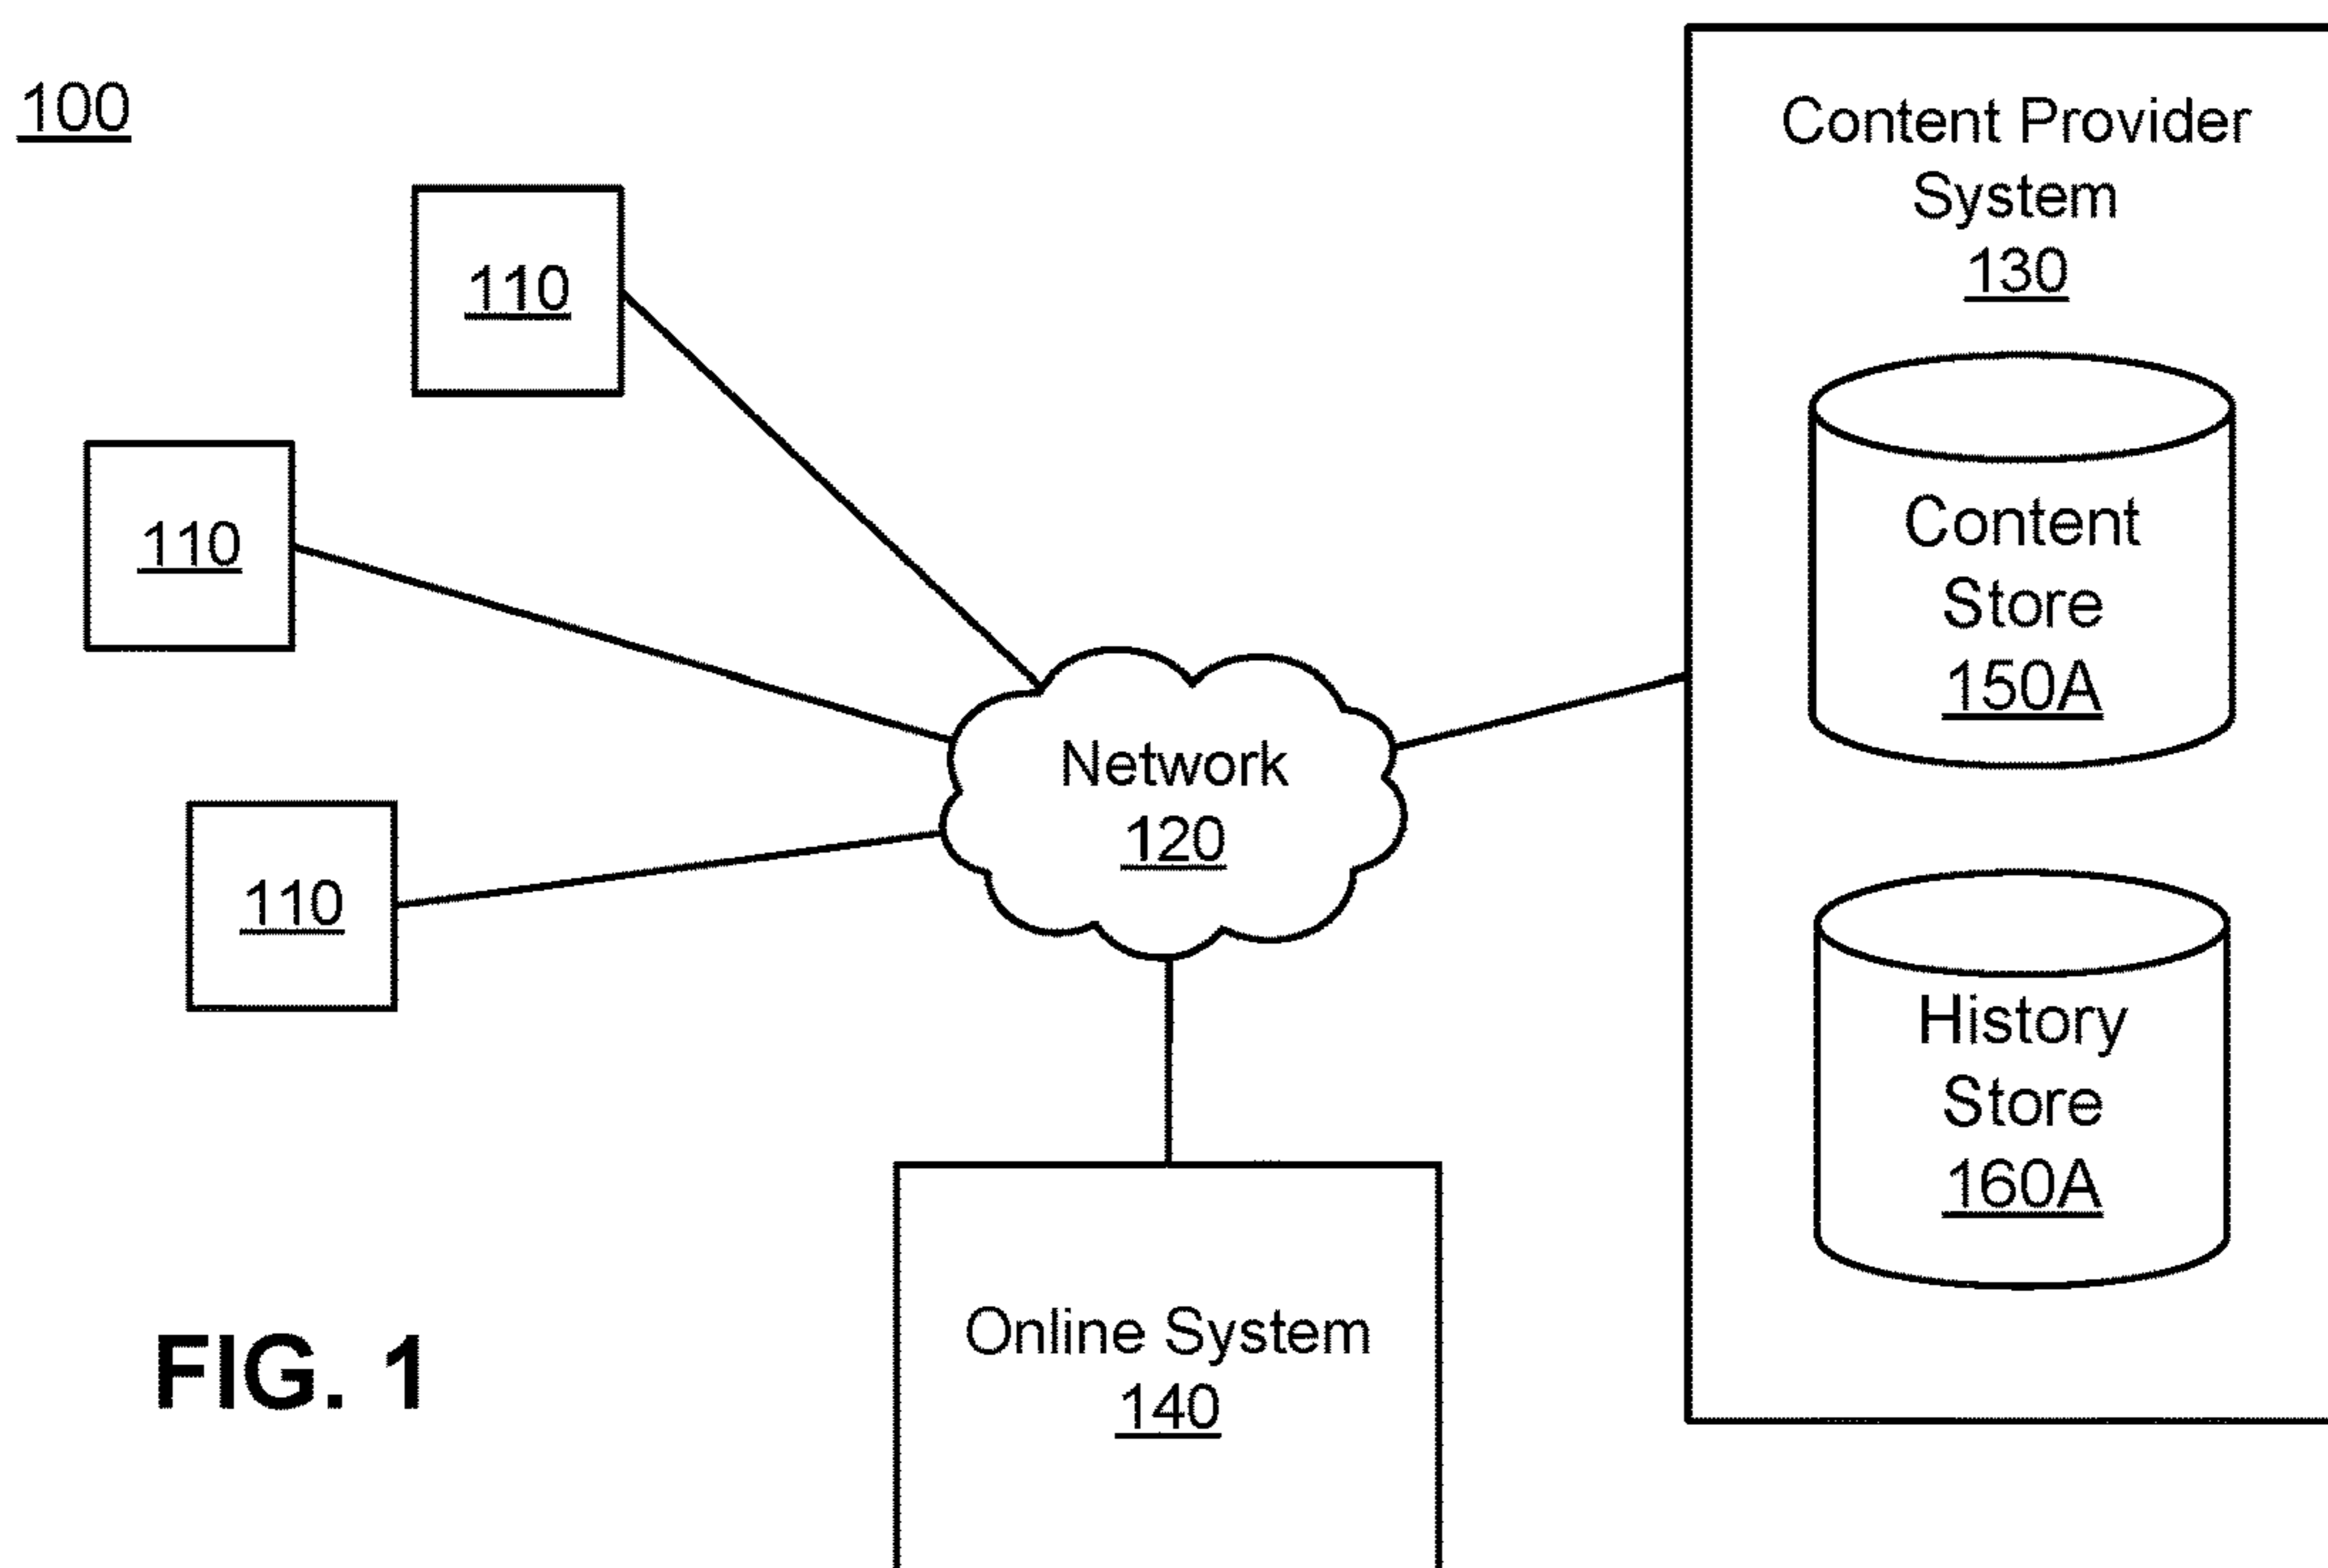 100
110
110
110
Network
120
Content Provider
System
130
Content
Store
150A
History
Store
160A
Online System
140
FIG. 1